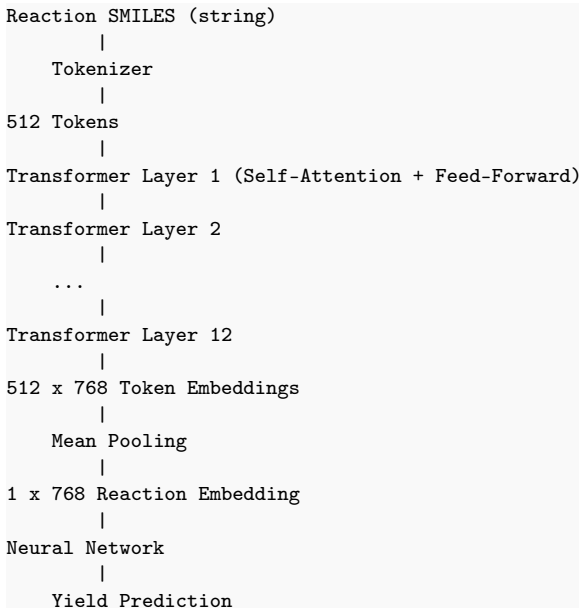 Reaction SMILES (string)
|
Tokenizer
|
512 Tokens
|
Transformer Layer 1 (Self-Attention + Feed-Forward)
|
Transformer Layer 2
|
...
|
Transformer Layer 12
|
512 x 768 Token Embeddings
|
Mean Pooling
|
1 x 768 Reaction Embedding
|
Neural Network
|
Yield Prediction